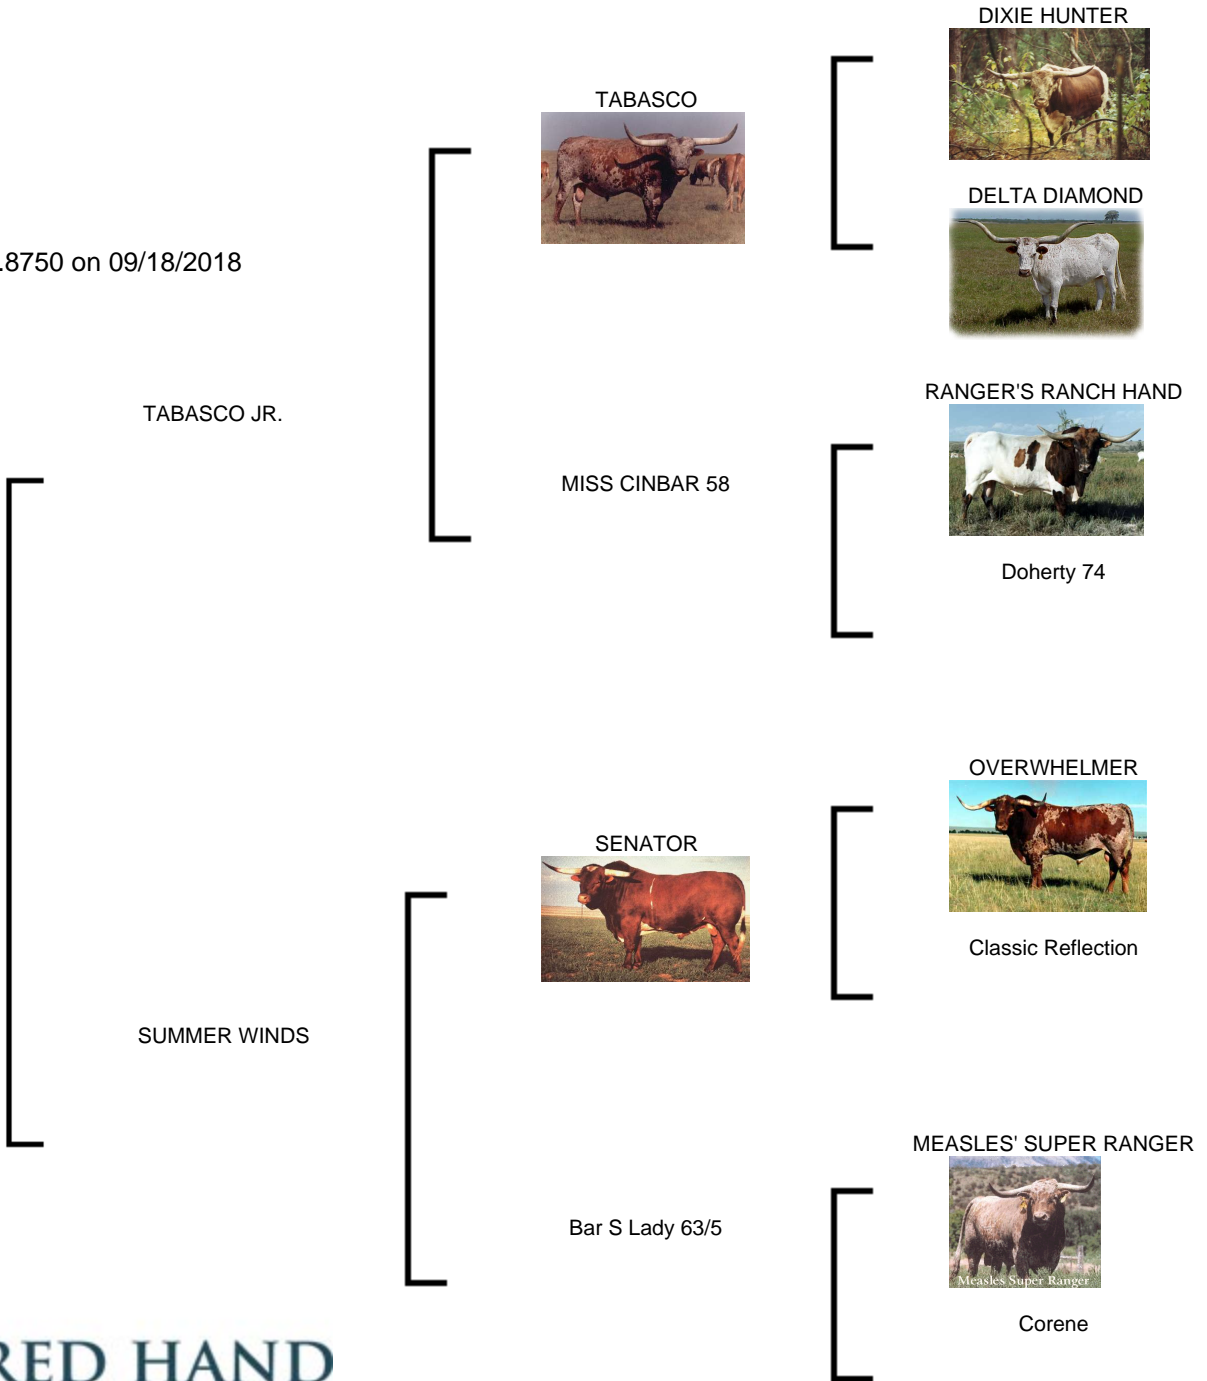 DIXIE HUNTER
TABASCO
DELTA DIAMOND
.8750 on 09/18/2018
RANGER'S RANCH HAND
TABASCO JR.
MISS CINBAR 58
Doherty 74
OVERWHELMER
SENATOR
Classic Reflection
SUMMER WINDS
MEASLES' SUPER RANGER
Bar S Lady 63/5
Measles Super Ranger
Corene
RED HAND